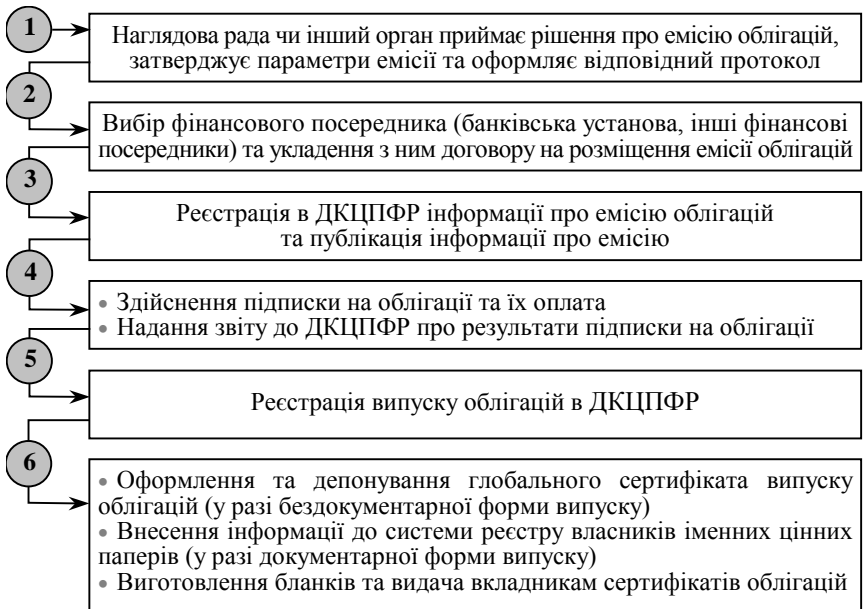 1
Наглядова рада чи інший орган приймає рішення про емісію облігацій,
затверджує параметри емісії та оформляє відповідний протокол
2
Вибір фінансового посередника (банківська установа, інші фінансові
посередники) та укладення з ним договору на розміщення емісії облігацій
3
Реєстрація в ДКЦПФР інформації про емісію облігацій
та публікація інформації про емісію
4
• Здійснення підписки на облігації та їх оплата
• Надання звіту до ДКЦПФР про результати підписки на облігації
5
Реєстрація випуску облігацій в ДКЦПФР
6
• Оформлення та депонування глобального сертифіката випуску
облігацій (у разі бездокументарної форми випуску)
• Внесення інформації до системи реєстру власників іменних цінних
паперів (у разі документарної форми випуску)
• Виготовлення бланків та видача вкладникам сертифікатів облігацій